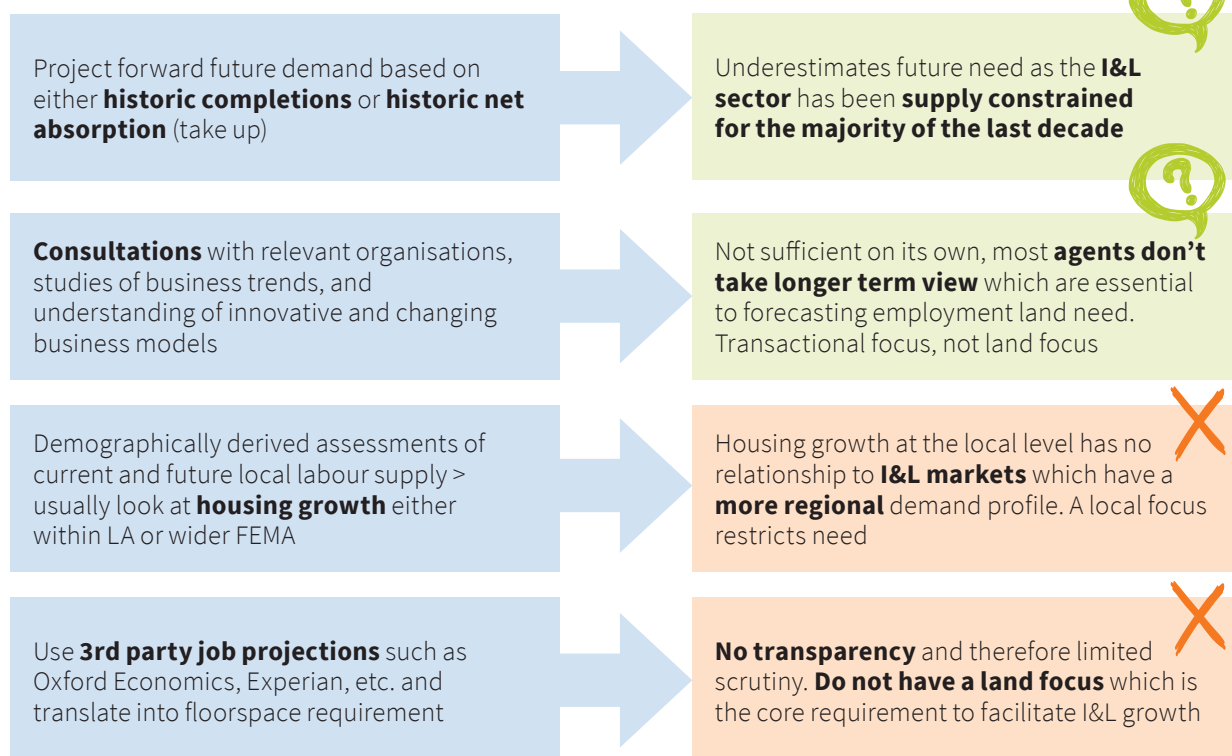 Project forward future demand based on
either historic completions or historic net
absorption (take up)
?
Underestimates future need as the I&L
sector has been supply constrained
for the majority of the last decade
Consultations with relevant organisations,
studies of business trends, and
understanding of innovative and changing
business models
?
Not sufficient on its own, most agents don’t
take longer term view which are essential
to forecasting employment land need.
Transactional focus, not land focus
Demographically derived assessments of
current and future local labour supply >
usually look at housing growth either
within LA or wider FEMA
Housing growth at the local level has no
relationship to I&L markets which have a
more regional demand profile. A local focus
restricts need
Use 3rd party job projections such as
Oxford Economics, Experian, etc. and
translate into floorspace requirement
No transparency and therefore limited
scrutiny. Do not have a land focus which is
the core requirement to facilitate I&L growth